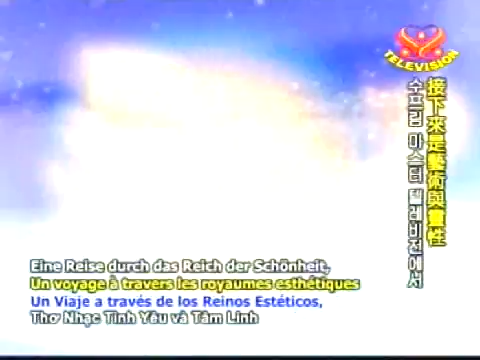 TELEVISION
接下來是藝術與靈性
수프림 마스터 텔레비전에서
Eine Reise durch das Reich der Schönheit,
Un voyage à travers les royaumes esthétiques
Un Viaje a través de los Reinos Estéticos,
Thơ Nhạc Tình Yêu và Tâm Linh